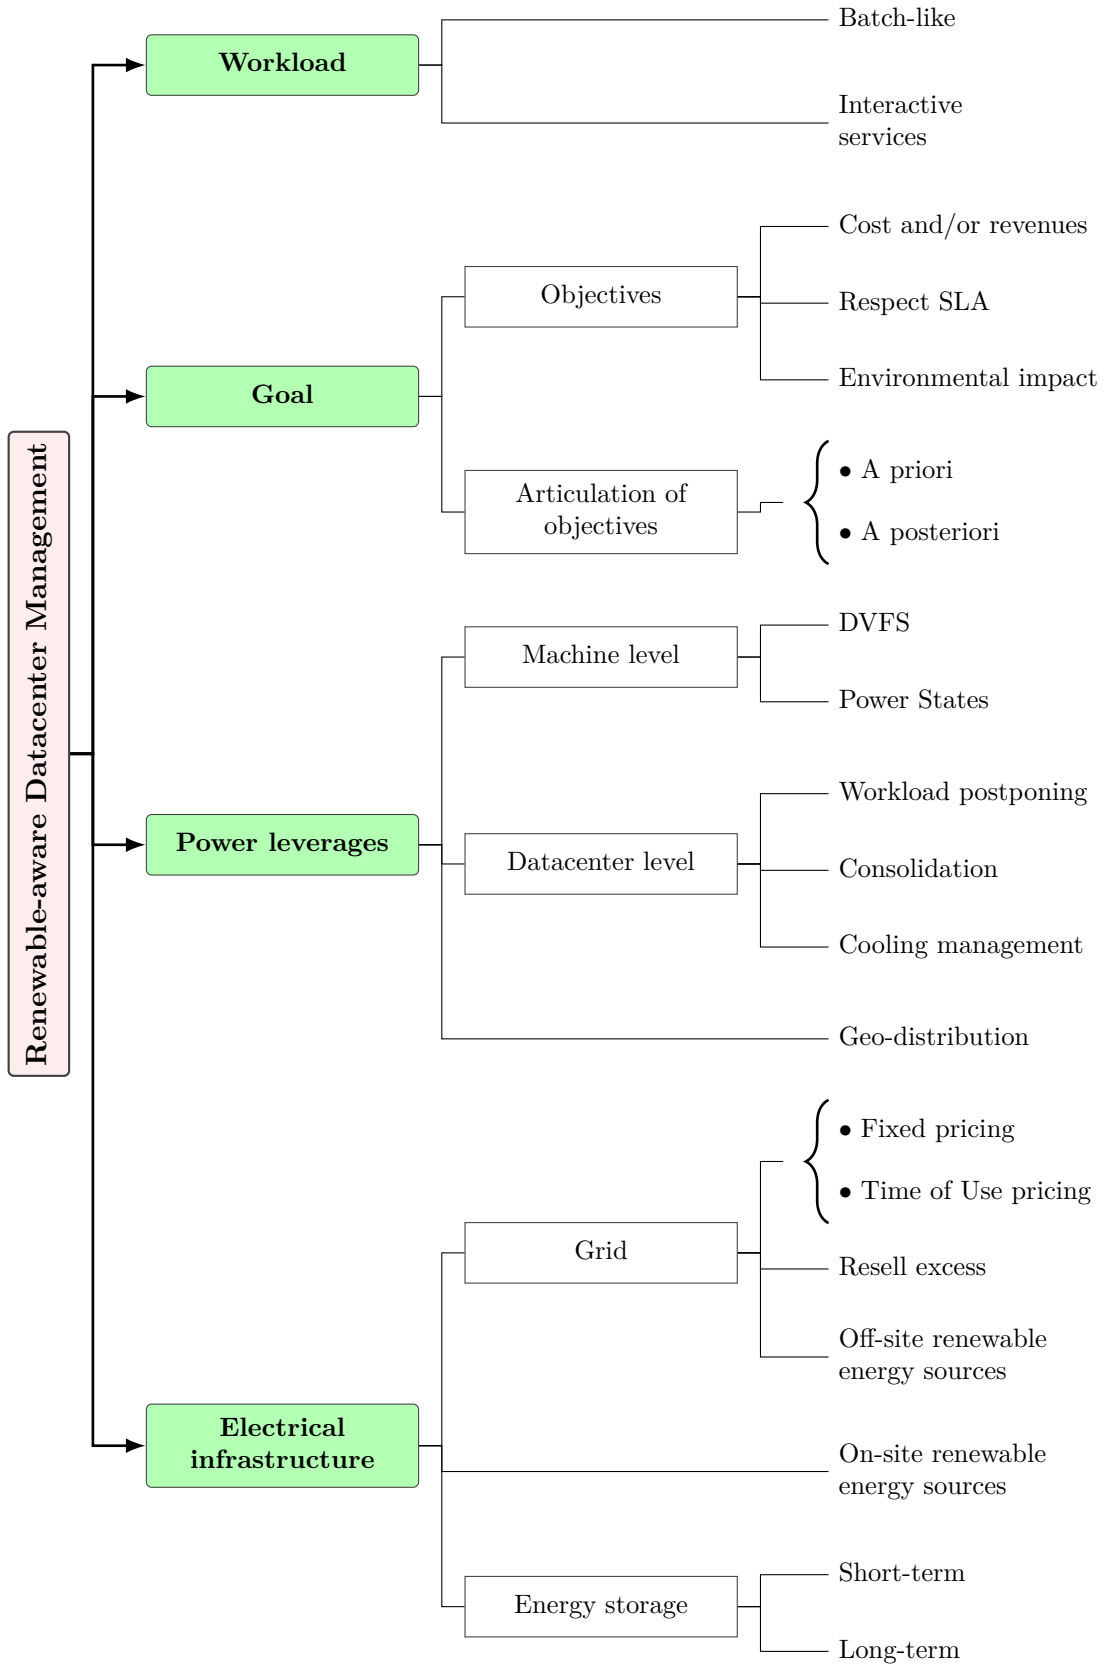 Renewable-aware Datacenter Management
Workload
Batch-like
Interactive
services
Goal
Objectives
Cost and/or revenues
Respect SLA
Environmental impact
Articulation of
objectives
• A priori
• A posteriori
Power leverages
Machine level
DVFS
Power States
Datacenter level
Workload postponing
Consolidation
Cooling management
Geo-distribution
Electrical
infrastructure
Grid
• Fixed pricing
• Time of Use pricing
Resell excess
Off-site renewable
energy sources
On-site renewable
energy sources
Energy storage
Short-term
Long-term